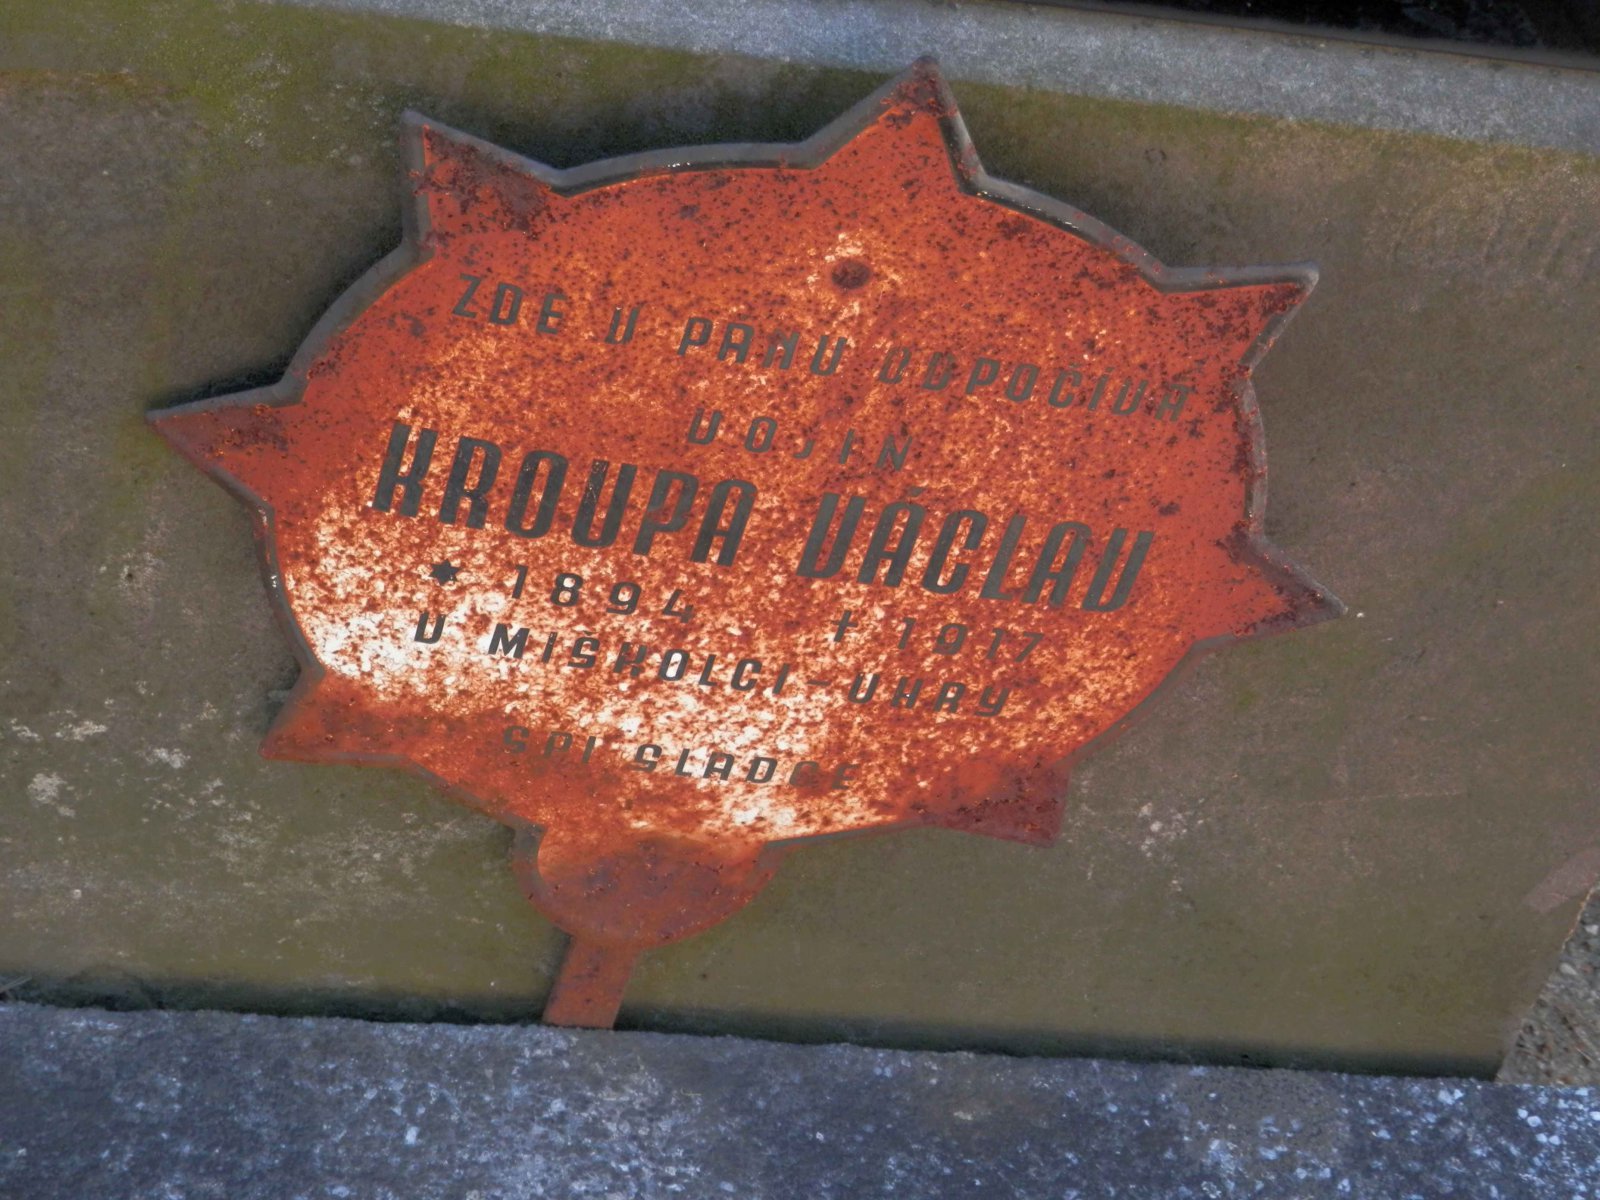 ZDE V PÁNU ODPOČÍVÁ
VOJÍN
KROUPA VÁCLAV
* 1894 † 1917
V MIŠKOLCI-UHRY
SPI SLADCE